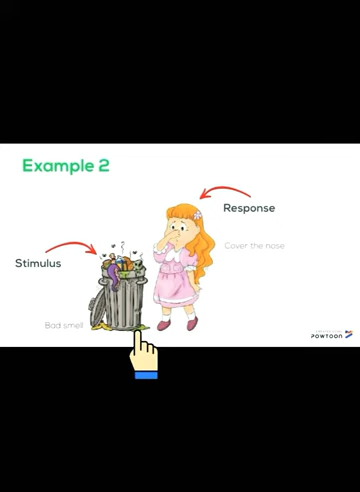 Example 2
Response
Cover the nose
Stimulus
Bad smell
POWTOON